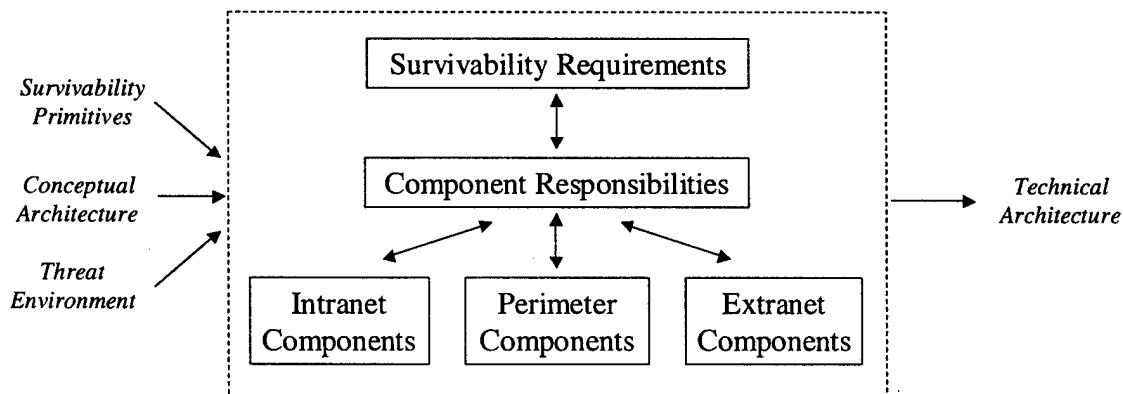 Survivability Requirements
Survivability
Primitives
Component Responsibilities
Conceptual
Architecture
Technical
Architecture
Threat
Environment
Intranet
Components
Perimeter
Components
Extranet
Components